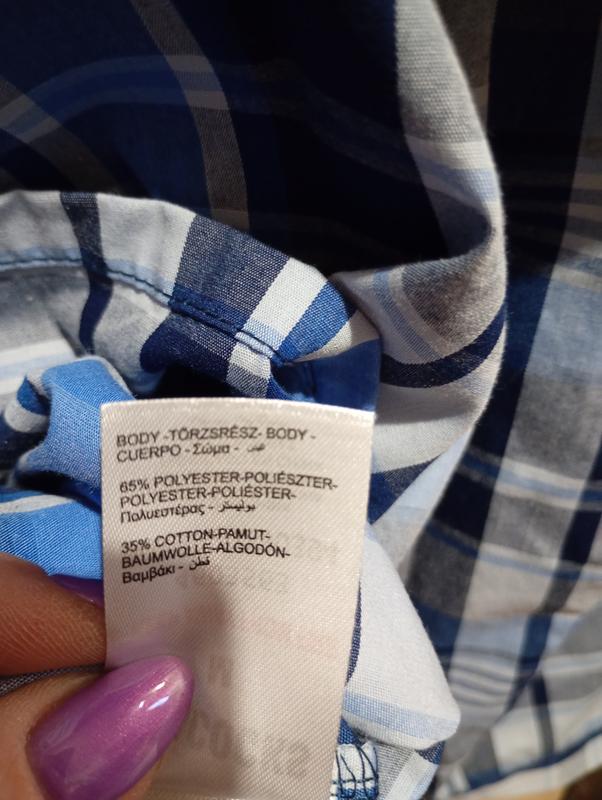 BODY -TÖRZSRÉSZ- BODY -
CUERPO - Σώμα -
65% POLYESTER-POLIÉSZTER-
POLYESTER-POLIÉSTER-
Πολυεστέρας - بوليستر
35% COTTON-PAMUT-
BAUMWOLLE-ALGODÓN-
Βαμβάκι - قطن